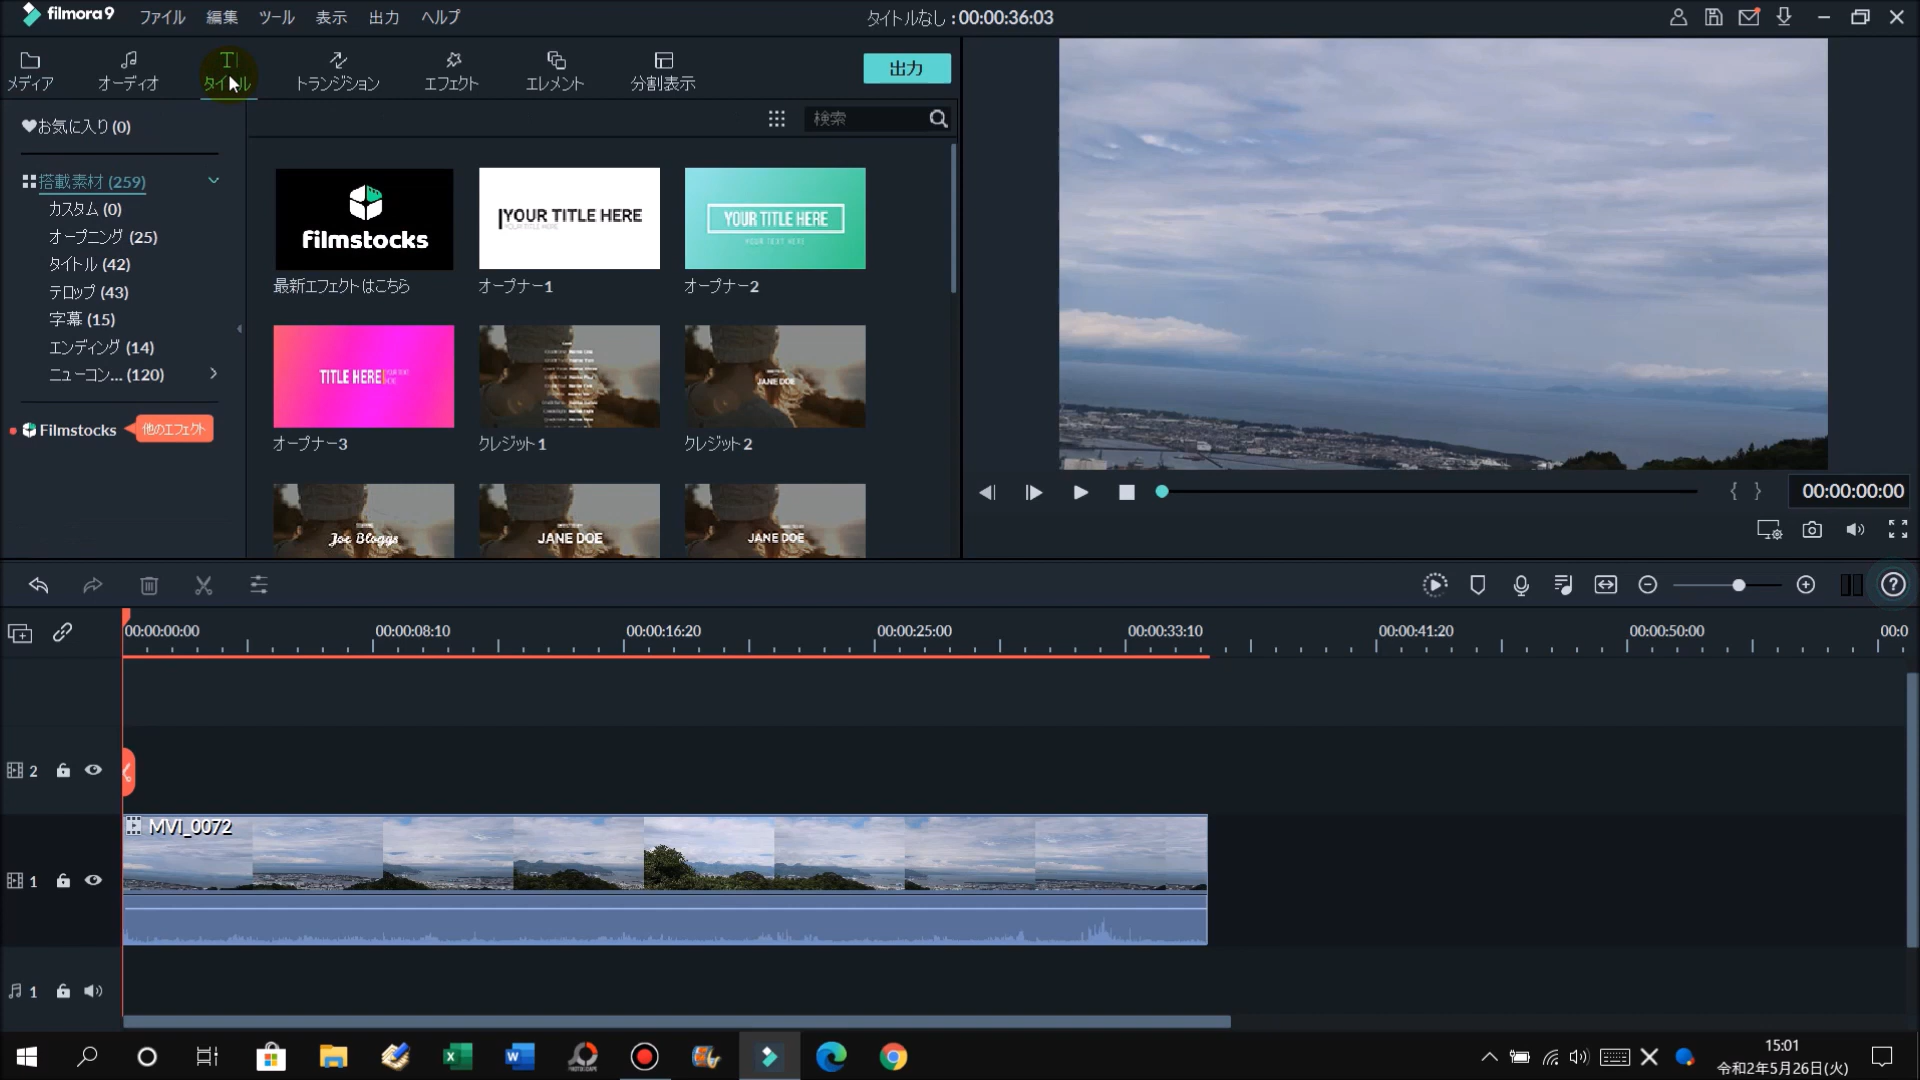 filmora9 ファイル 編集 ツール 表示 出力 ヘルプ タイトルなし : 00:00:36:03
メディア オーディオ タイトル トランジション エフェクト エレメント 分割表示 出力
お気に入り (0) 検索
搭載素材 (259)
カスタム (0)
オープニング (25)
タイトル (42)
テロップ (43)
字幕 (15)
エンディング (14)
ニューコン... (120)
Filmstocks 他のエフェクト
filmstocks
最新エフェクトはこちら
YOUR TITLE HERE
オープナー1
YOUR TITLE HERE
YOUR TEXT HERE
オープナー2
TITLE HERE
オープナー3
クレジット1
JANE DOE
クレジット2
Joe Bloggs
JANE DOE
JANE DOE
{ } 00:00:00:00
00:00:00:00 00:00:08:10 00:00:16:20 00:00:25:00 00:00:33:10 00:00:41:20 00:00:50:00 00:0
2
MVI_0072
1
1
15:01
令和2年5月26日(火)